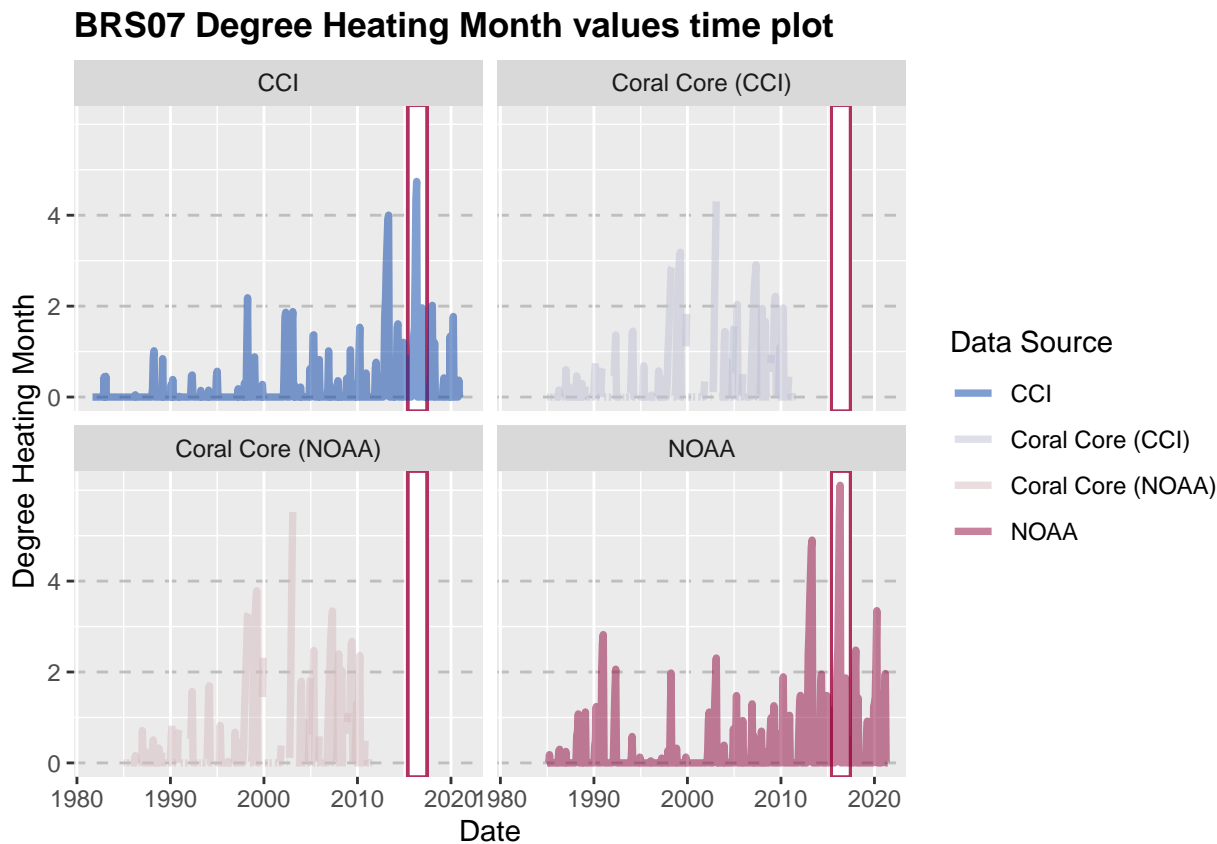 BRS07 Degree Heating Month values time plot
CCI
Coral Core (CCI)
4
2
0
Coral Core (NOAA)
NOAA
4
2
0
1980
1990
2000
2010
2020
1980
1990
2000
2010
2020
Date
Degree Heating Month
Data Source
CCI
Coral Core (CCI)
Coral Core (NOAA)
NOAA